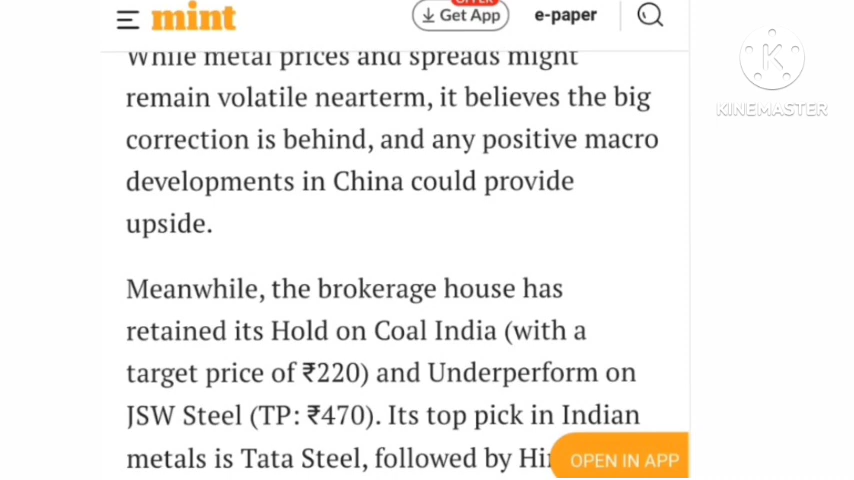 OFFER
mint
Get App
e-paper
While metal prices and spreads might
remain volatile nearterm, it believes the big
correction is behind, and any positive macro
developments in China could provide
upside.
Meanwhile, the brokerage house has
retained its Hold on Coal India (with a
target price of ₹220) and Underperform on
JSW Steel (TP: ₹470). Its top pick in Indian
metals is Tata Steel, followed by
OPEN IN APP
K
KINEMASTER